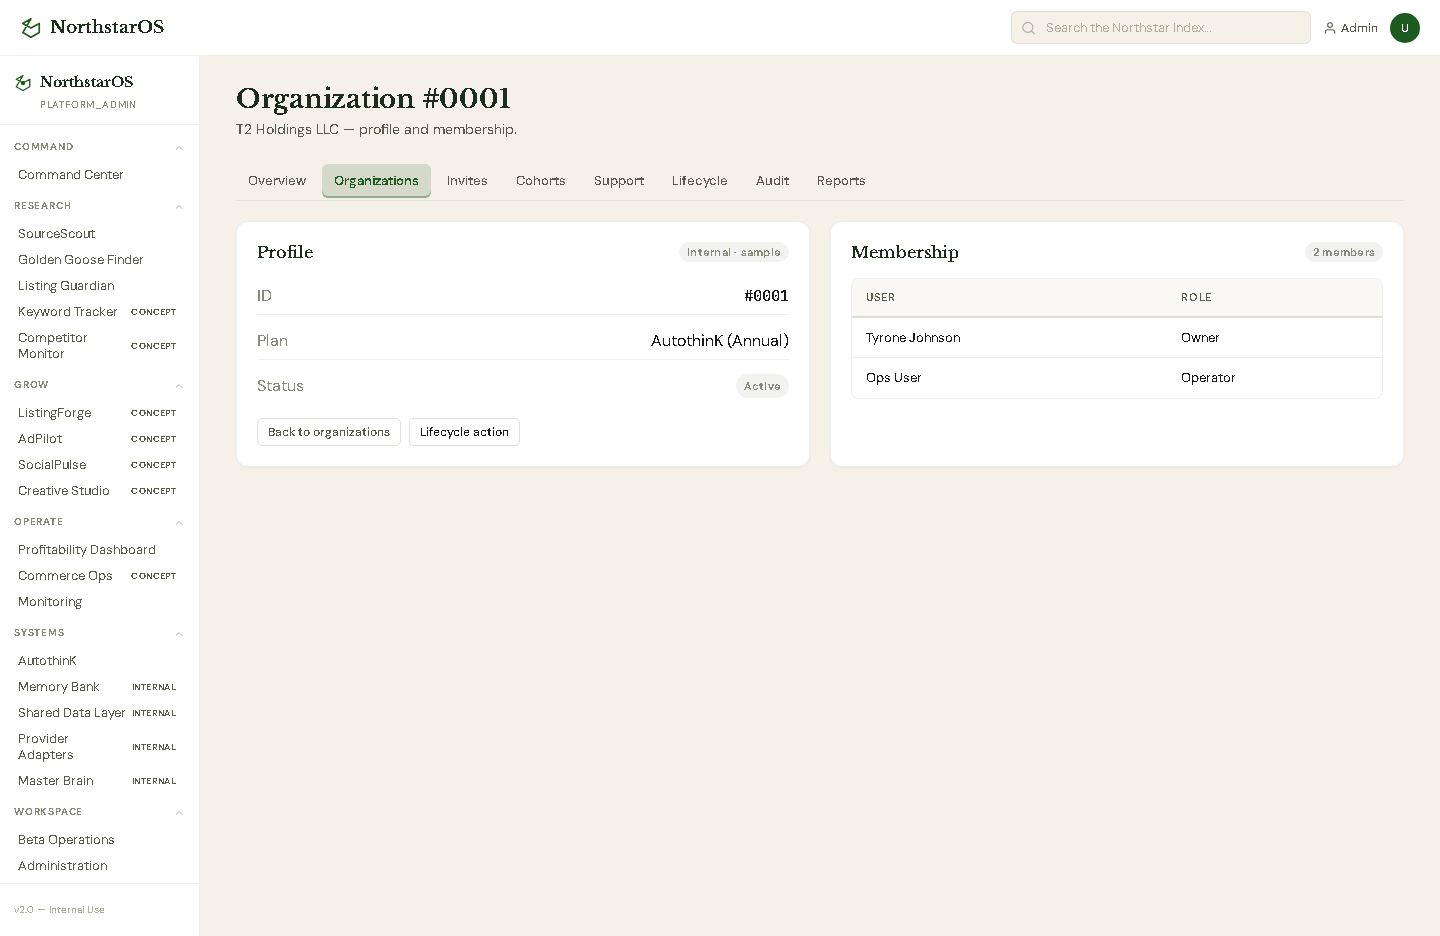 NorthstarOS
Search the Northstar Index...
Admin
U
NorthstarOS
PLATFORM_ADMIN
COMMAND
Command Center
RESEARCH
SourceScout
Golden Goose Finder
Listing Guardian
Keyword Tracker CONCEPT
Competitor
Monitor
CONCEPT
GROW
ListingForge CONCEPT
AdPilot CONCEPT
SocialPulse CONCEPT
Creative Studio CONCEPT
OPERATE
Profitability Dashboard
Commerce Ops CONCEPT
Monitoring
SYSTEMS
AutothinK
Memory Bank INTERNAL
Shared Data Layer INTERNAL
Provider
Adapters
INTERNAL
Master Brain INTERNAL
WORKSPACE
Beta Operations
Administration
v2.0 — Internal Use
Organization #0001
T2 Holdings LLC — profile and membership.
Overview Organizations Invites Cohorts Support Lifecycle Audit Reports
Profile
Internal · sample
ID #0001
Plan AutothinK (Annual)
Status Active
Back to organizations Lifecycle action
Membership
2 members
USER ROLE
Tyrone Johnson Owner
Ops User Operator